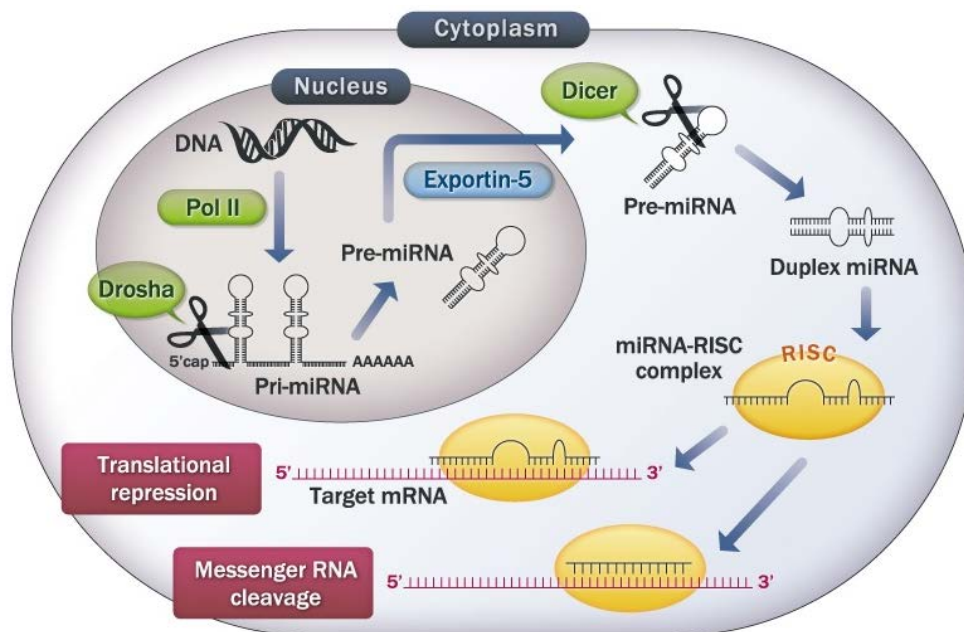 Cytoplasm
Nucleus
DNA
Pol II
Drosha
5'cap
AAAAAA
Pri-miRNA
Pre-miRNA
Exportin-5
Dicer
Pre-miRNA
Duplex miRNA
miRNA-RISC
complex
RISC
Translational
repression
5’
3’
Target mRNA
Messenger RNA
cleavage
5’
3’